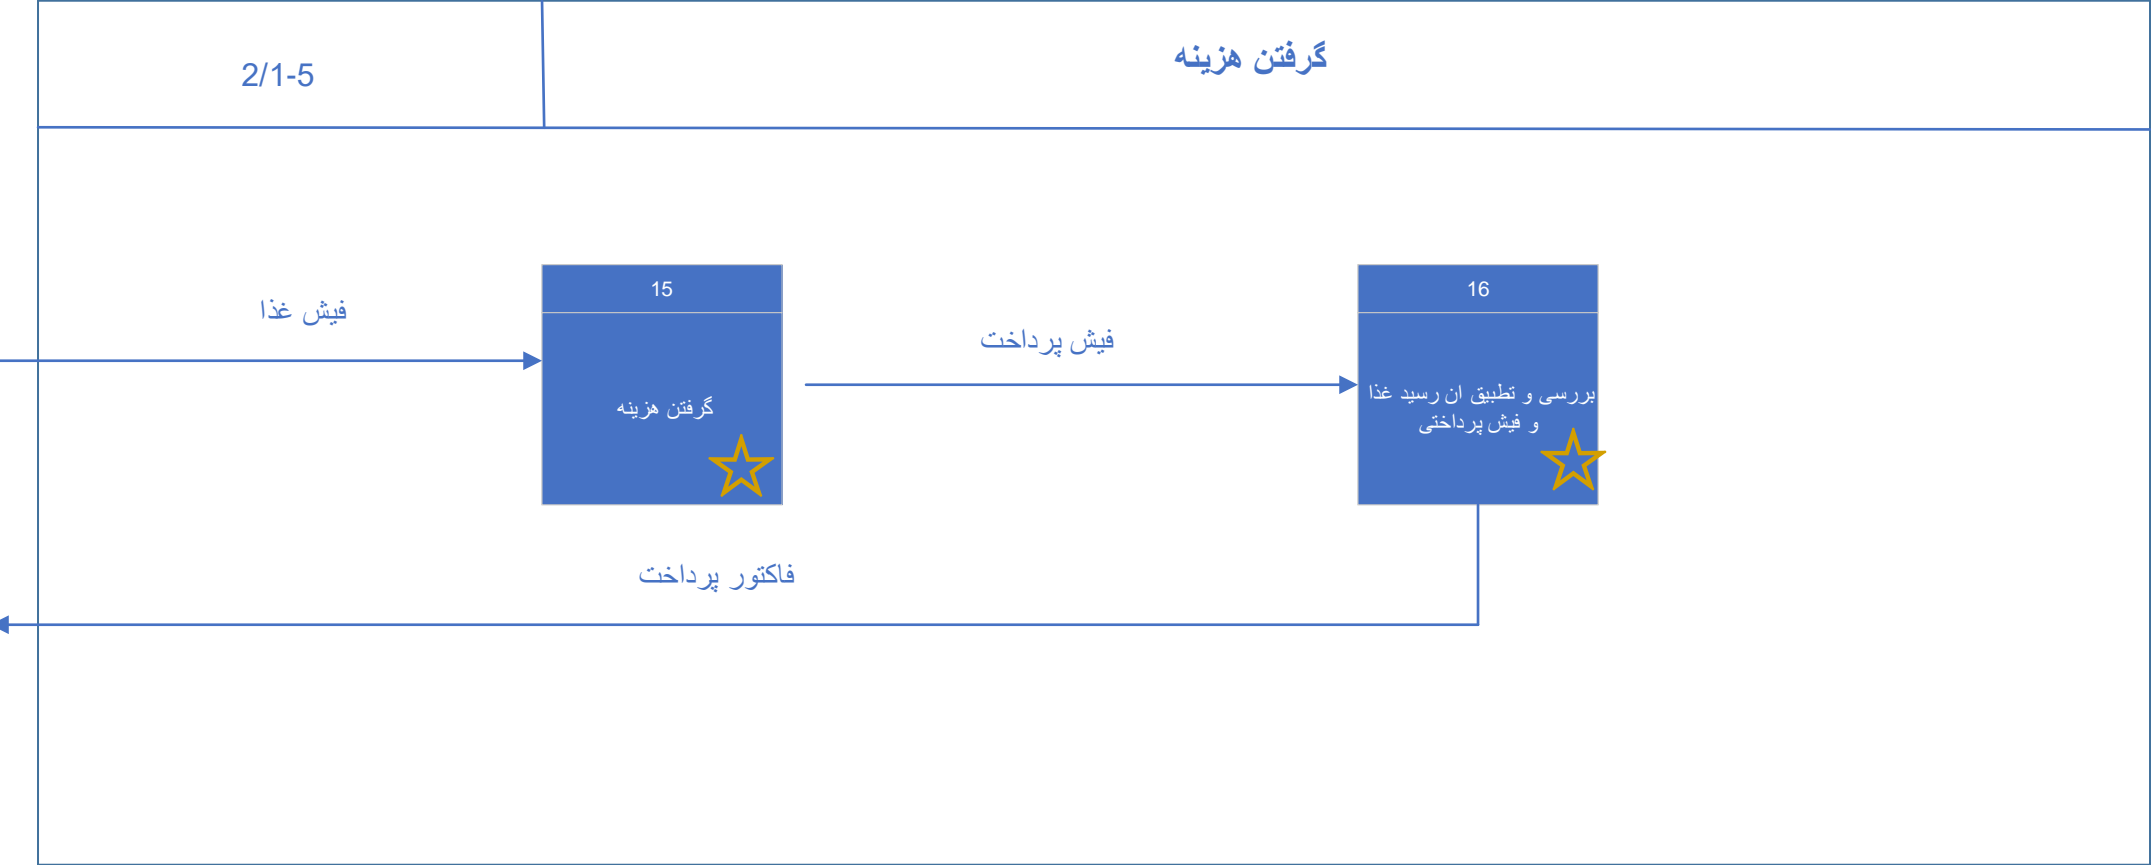 گرفتن هزینه
2/1-5
فیش غذا
15
گرفتن هزینه
فیش پرداخت
16
بررسی و تطبیق ان رسید غذا
و فیش پرداختی
فاکتور پرداخت